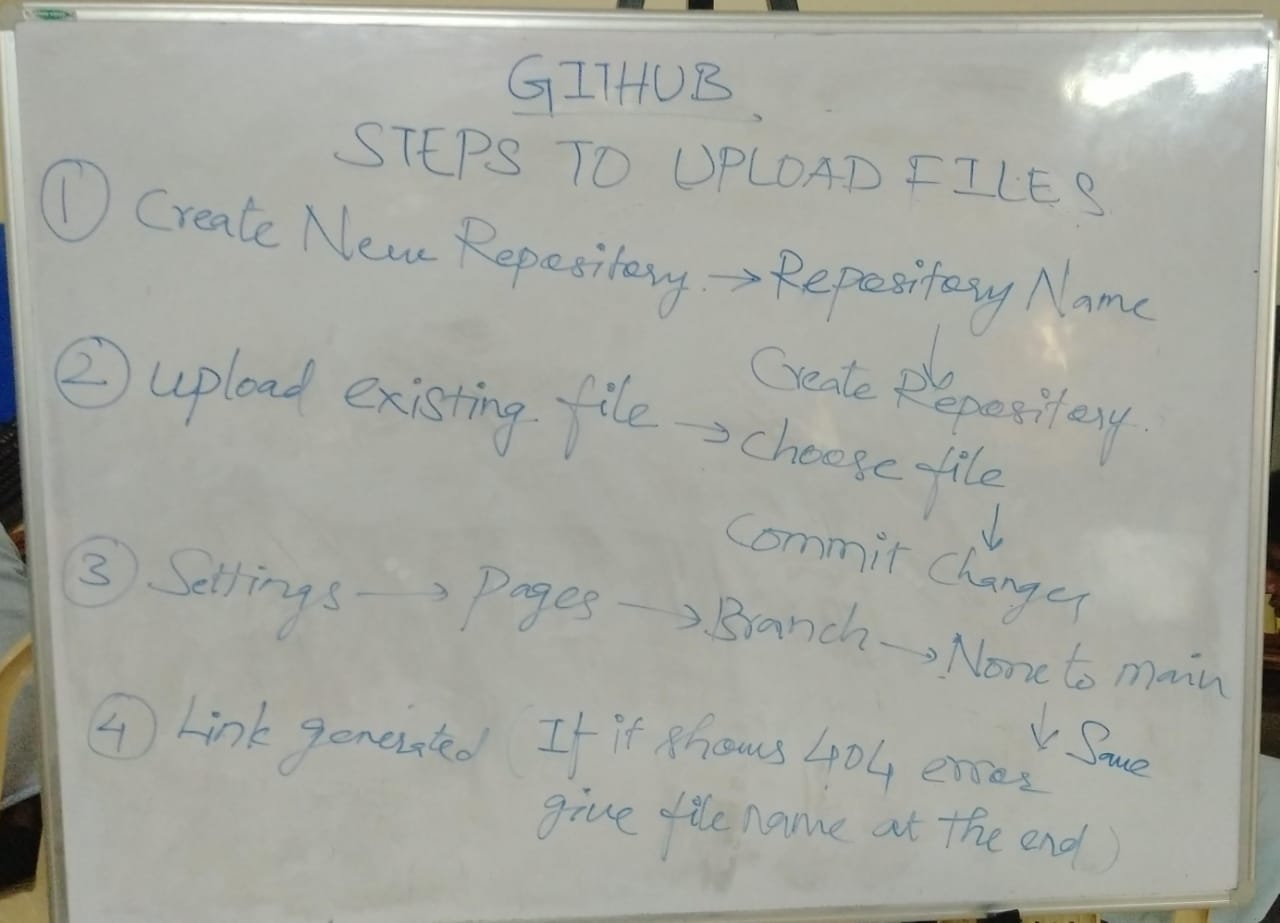 GITHUB
STEPS TO UPLOAD FILES
① Create New Repository. → Repository Name
↓
Create Repository.
② Upload existing file → choose file
↓
Commit Changes
③ Settings → Pages → Branch → None to main
↓ Save
④ Link generated (If it shows 404 error
give file name at the end)